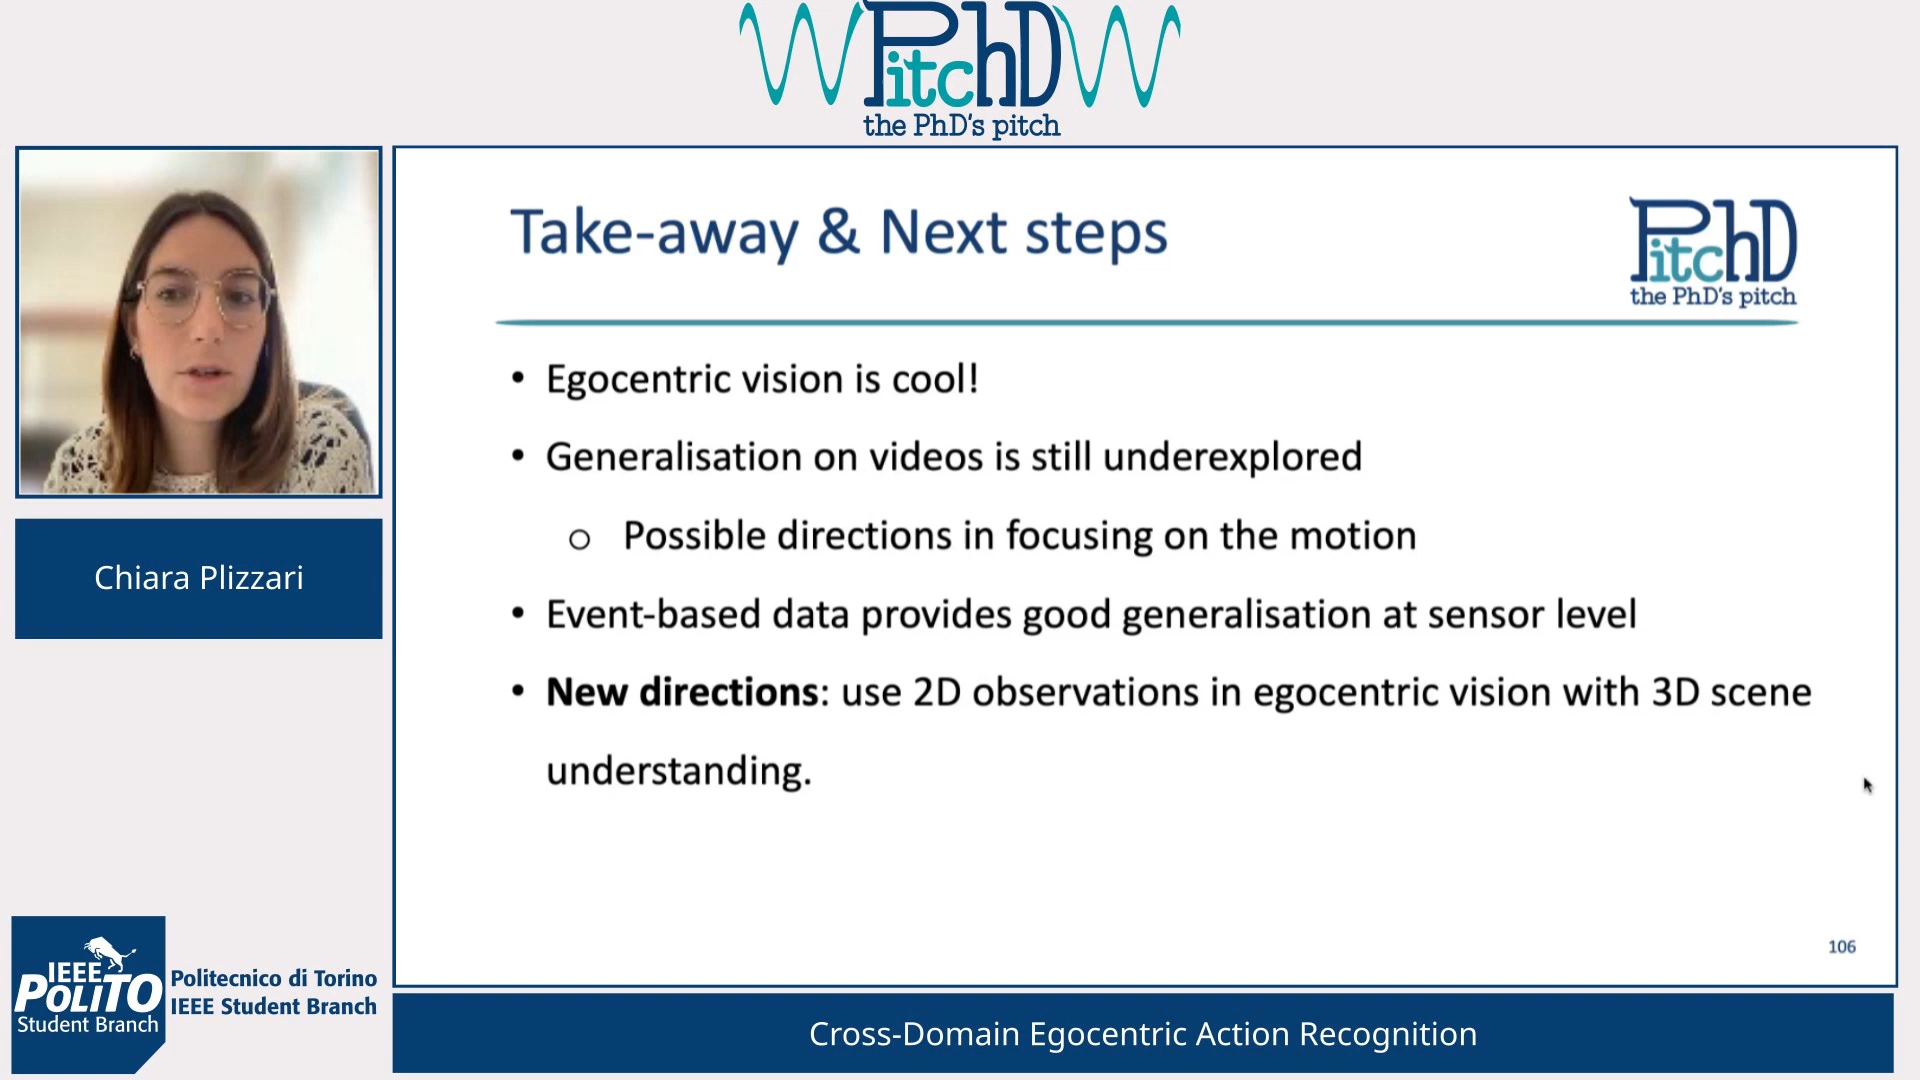 PitchD
the PhD's pitch
Take-away & Next steps
PitchD
the PhD's pitch
• Egocentric vision is cool!
• Generalisation on videos is still underexplored
o Possible directions in focusing on the motion
• Event-based data provides good generalisation at sensor level
• New directions: use 2D observations in egocentric vision with 3D scene
understanding.
106
Chiara Plizzari
IEEE
POLITO
Student Branch
Politecnico di Torino
IEEE Student Branch
Cross-Domain Egocentric Action Recognition